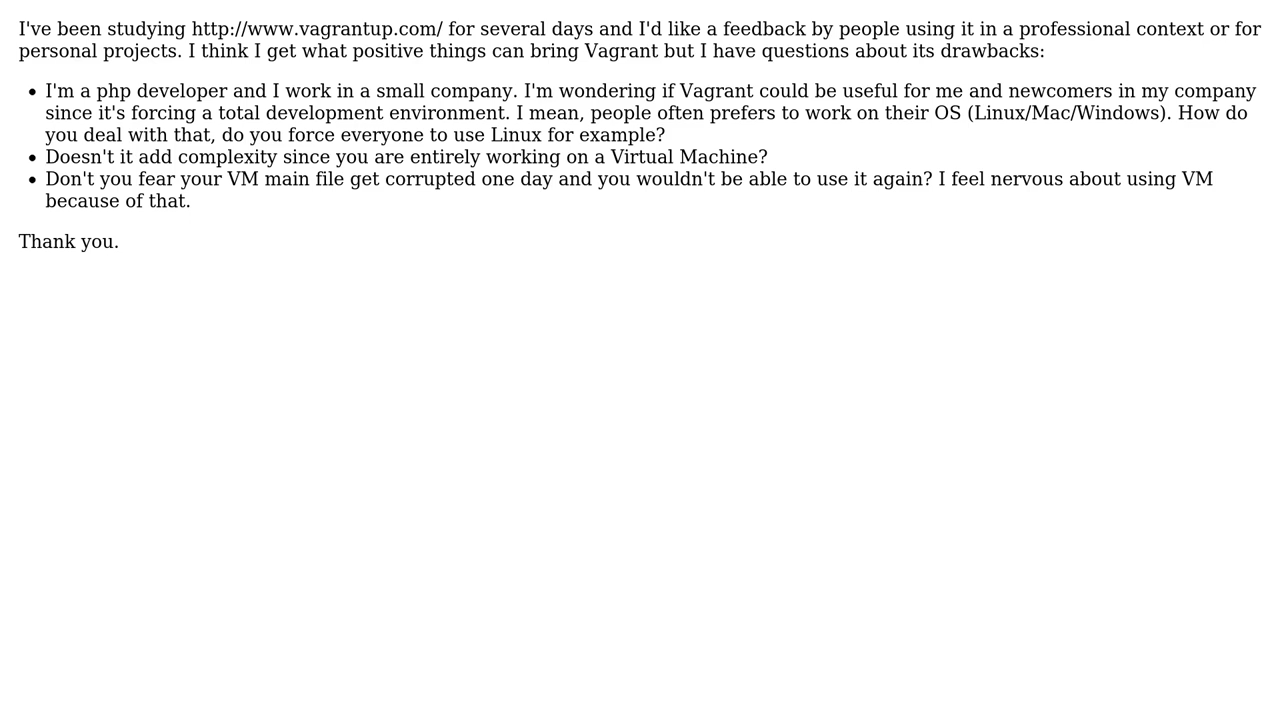 I've been studying http://www.vagrantup.com/ for several days and I'd like a feedback by people using it in a professional context or for
personal projects. I think I get what positive things can bring Vagrant but I have questions about its drawbacks:
• I'm a php developer and I work in a small company. I'm wondering if Vagrant could be useful for me and newcomers in my company
since it's forcing a total development environment. I mean, people often prefers to work on their OS (Linux/Mac/Windows). How do
you deal with that, do you force everyone to use Linux for example?
• Doesn't it add complexity since you are entirely working on a Virtual Machine?
• Don't you fear your VM main file get corrupted one day and you wouldn't be able to use it again? I feel nervous about using VM
because of that.
Thank you.